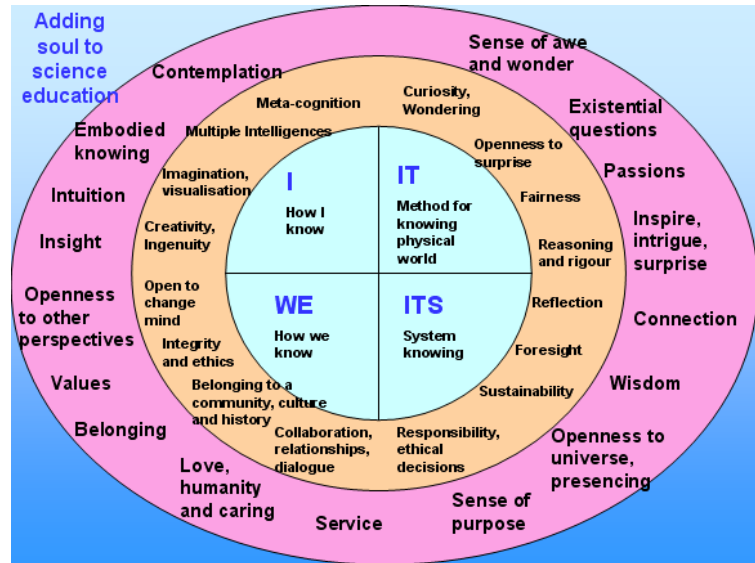 Adding
soul to
science
education
Contemplation
Sense of awe
and wonder
Embodied
knowing
Existential
questions
Intuition
Passions
Insight
Inspire,
intrigue,
surprise
Openness
to other
perspectives
Connection
Values
Wisdom
Belonging
Openness to
universe,
presencing
Love,
humanity
and caring
Service
Sense of
purpose
Meta-cognition
Curiosity,
Wondering
Multiple Intelligences
Openness to
surprise
Imagination,
visualisation
Fairness
Creativity,
Ingenuity
Reasoning
and rigour
Open to
change
mind
Reflection
Integrity
and ethics
Foresight
Belonging to a
community, culture
and history
Sustainability
Collaboration,
relationships,
dialogue
Responsibility,
ethical
decisions
I
How I
know
IT
Method for
knowing
physical
world
WE
How we
know
ITS
System
knowing